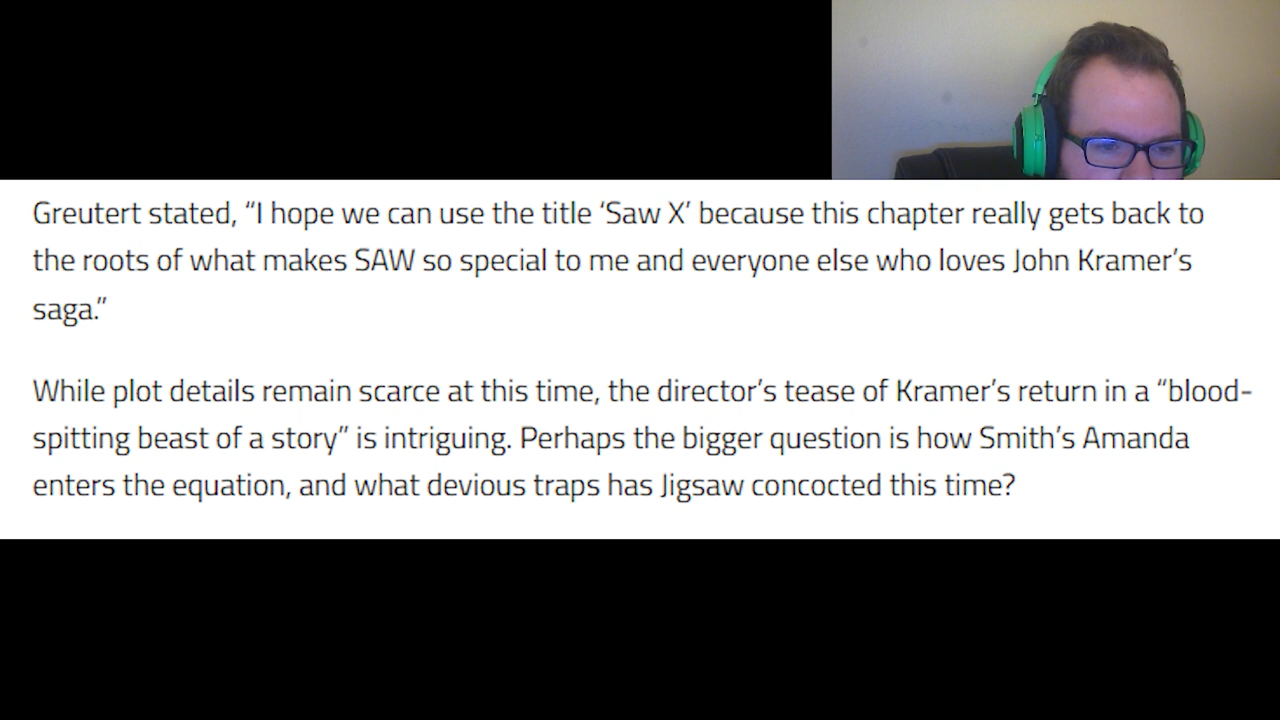 Greutert stated, “I hope we can use the title ‘Saw X’ because this chapter really gets back to
the roots of what makes SAW so special to me and everyone else who loves John Kramer’s
saga.”
While plot details remain scarce at this time, the director’s tease of Kramer’s return in a “blood-
spitting beast of a story” is intriguing. Perhaps the bigger question is how Smith’s Amanda
enters the equation, and what devious traps has Jigsaw concocted this time?